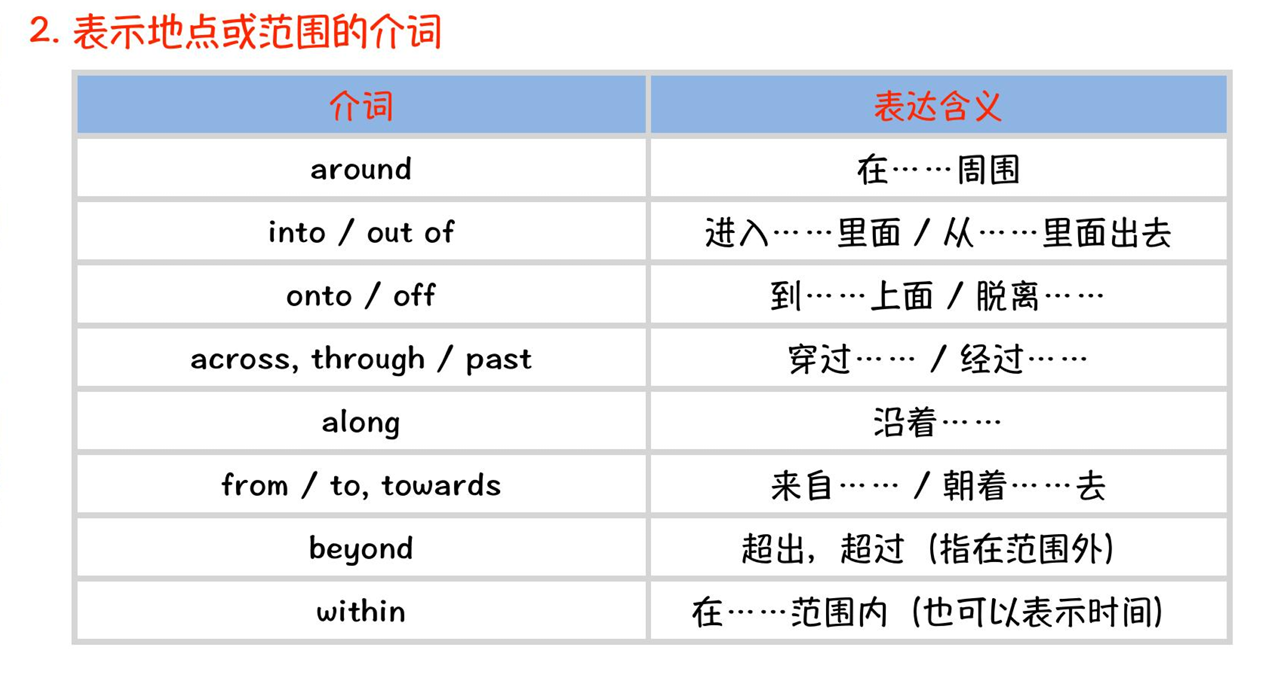 2. 表示地点或范围的介词
介词 表达含义
around 在……周围
into / out of 进入……里面 / 从……里面出去
onto / off 到……上面 / 脱离……
across, through / past 穿过…… / 经过……
along 沿着……
from / to, towards 来自…… / 朝着……去
beyond 超出，超过（指在范围外）
within 在……范围内（也可以表示时间）